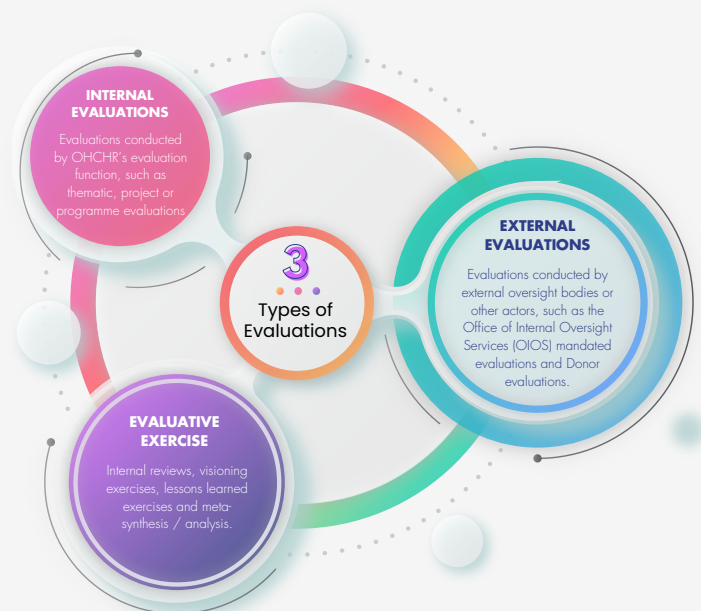 INTERNAL
EVALUATIONS
Evaluations conducted
by OHCHR's evaluation
function, such as
thematic, project or
programme evaluations
3
Types of
Evaluations
EXTERNAL
EVALUATIONS
Evaluations conducted by
external oversight bodies or
other actors, such as the
Office of Internal Oversight
Services (OIOS) mandated
evaluations and Donor
evaluations.
EVALUATIVE
EXERCISE
Internal reviews, visioning
exercises, lessons learned
exercises and meta-
synthesis / analysis.